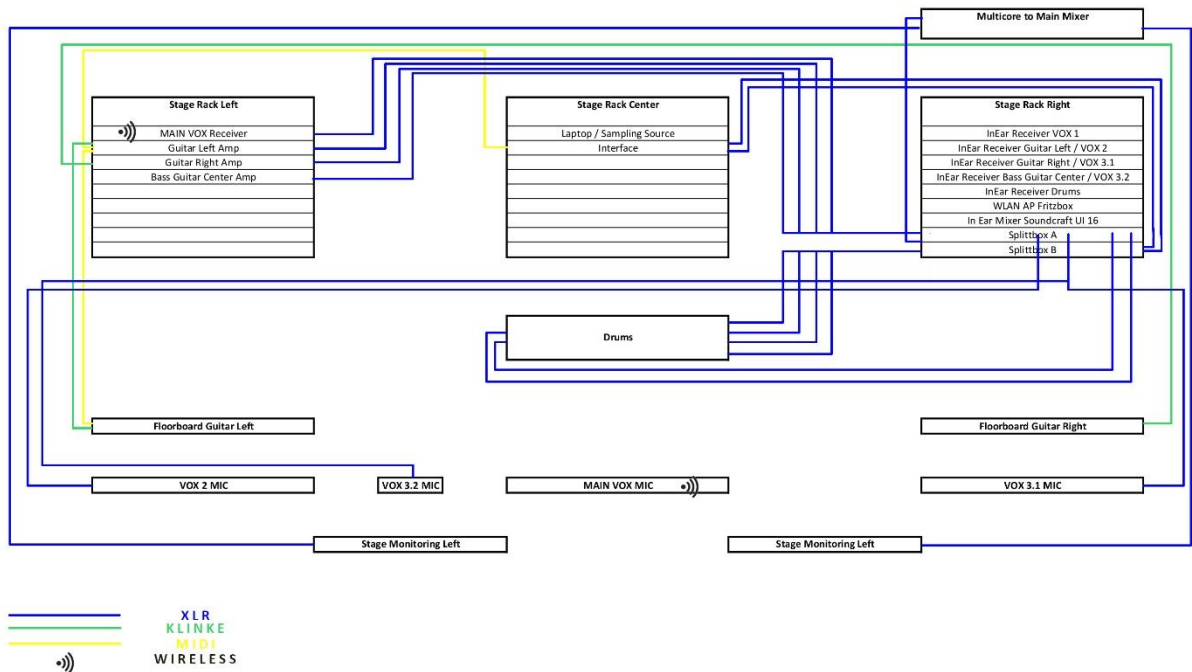 Multicore to Main Mixer
Stage Rack Left
MAIN VOX Receiver
Guitar Left Amp
Guitar Right Amp
Bass Guitar Center Amp
Stage Rack Center
Laptop / Sampling Source
Interface
Stage Rack Right
InEar Receiver VOX 1
InEar Receiver Guitar Left / VOX 2
InEar Receiver Guitar Right / VOX 3.1
InEar Receiver Bass Guitar Center / VOX 3.2
InEar Receiver Drums
WLAN AP Fritzbox
In Ear Mixer Soundcraft UI 16
Splittbox A
Splittbox B
Drums
Floorboard Guitar Left
Floorboard Guitar Right
VOX 2 MIC
VOX 3.2 MIC
MAIN VOX MIC
VOX 3.1 MIC
Stage Monitoring Left
Stage Monitoring Left
XLR
KLINKE
MIDI
WIRELESS